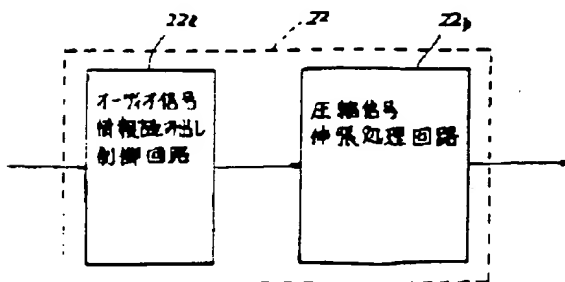 22a
22
22b
オーディオ信号
情報読み出し
制御回路
圧縮信号
伸張処理回路